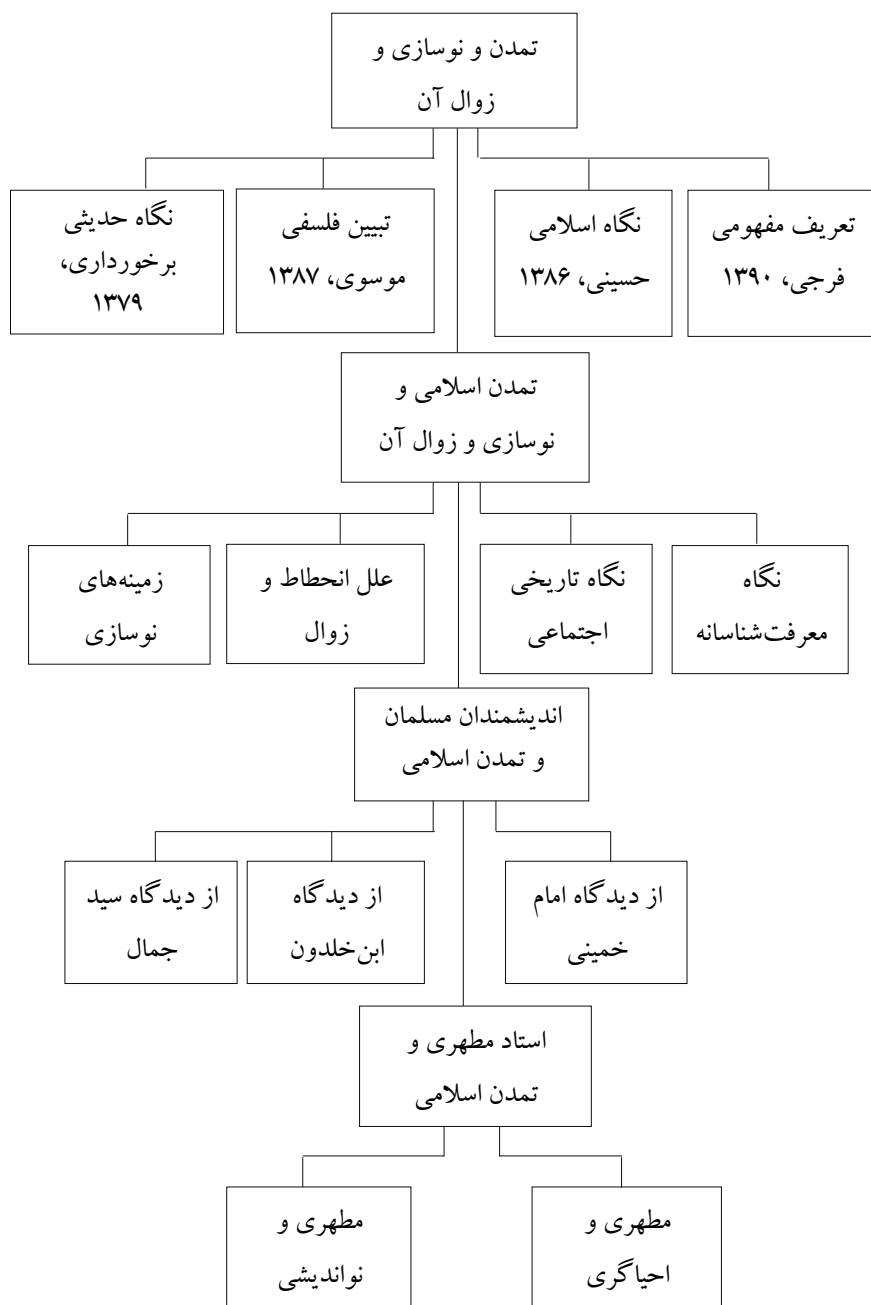 تمدن و نوسازی و
زوال آن
تعریف مفهومی
فرجی، ۱۳۹۰
نگاه اسلامی
حسینی، ۱۳۸۶
تبیین فلسفی
موسوی، ۱۳۸۷
نگاه حدیثی
برخورداری،
۱۳۷۹
تمدن اسلامی و
نوسازی و زوال آن
نگاه
معرفت‌شناسانه
نگاه تاریخی
اجتماعی
علل انحطاط و
زوال
زمینه‌های
نوسازی
اندیشمندان مسلمان
و تمدن اسلامی
از دیدگاه امام
خمینی
از دیدگاه
ابن‌خلدون
از دیدگاه سید
جمال
استاد مطهری و
تمدن اسلامی
مطهری و
احیاگری
مطهری و
نواندیشی